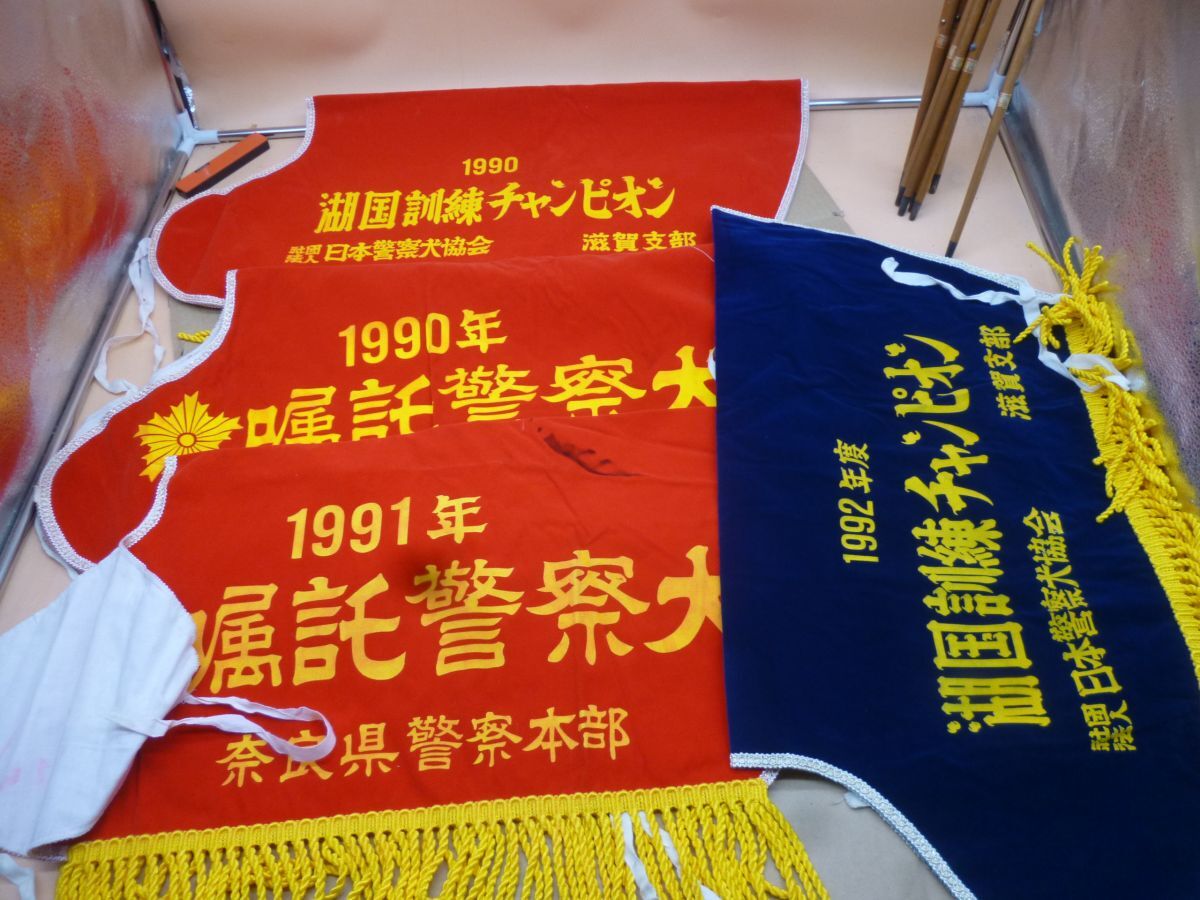 1990
湖国訓練チャンピオン
社団法人 日本警察犬協会 滋賀支部
1990年
嘱託警察犬
1991年
嘱託警察犬
奈良県警察本部
1992年度
湖国訓練チャンピオン
社団法人 日本警察犬協会 滋賀支部